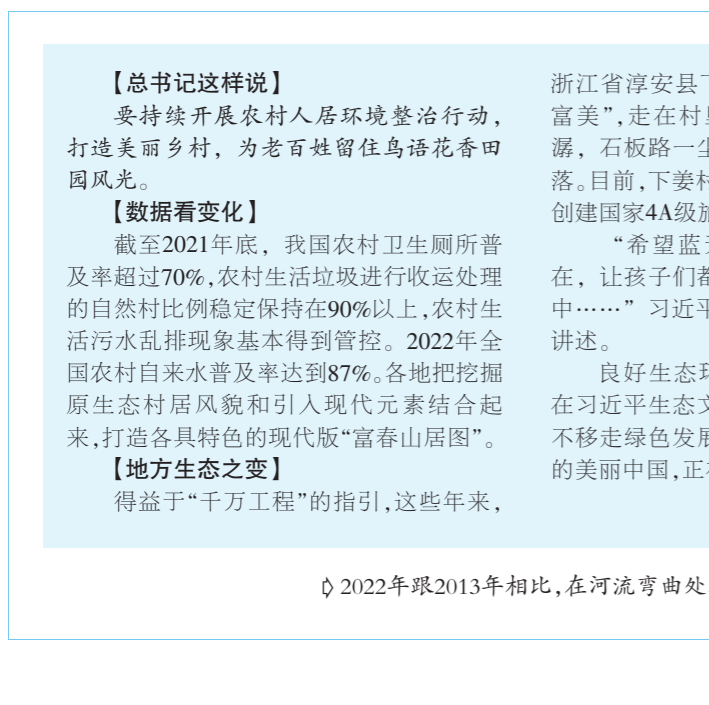 【总书记这样说】
要持续开展农村人居环境整治行动，
打造美丽乡村，为老百姓留住鸟语花香田
园风光。
【数据看变化】
截至2021年底，我国农村卫生厕所普
及率超过70%，农村生活垃圾进行收运处理
的自然村比例稳定保持在90%以上，农村生
活污水乱排现象基本得到管控。2022年全
国农村自来水普及率达到87%。各地把挖掘
原生态村居风貌和引入现代元素结合起
来，打造各具特色的现代版“富春山居图”。
【地方生态之变】
得益于“千万工程”的指引，这些年来，
浙江省淳安县下
富美”，走在村
潺，石板路一尘
落。目前，下姜村
创建国家4A级旅
“希望蓝天
在，让孩子们都
中……”习近平
讲述。
良好生态环
在习近平生态文
不移走绿色发展
的美丽中国，正在
2022年跟2013年相比，在河流弯曲处